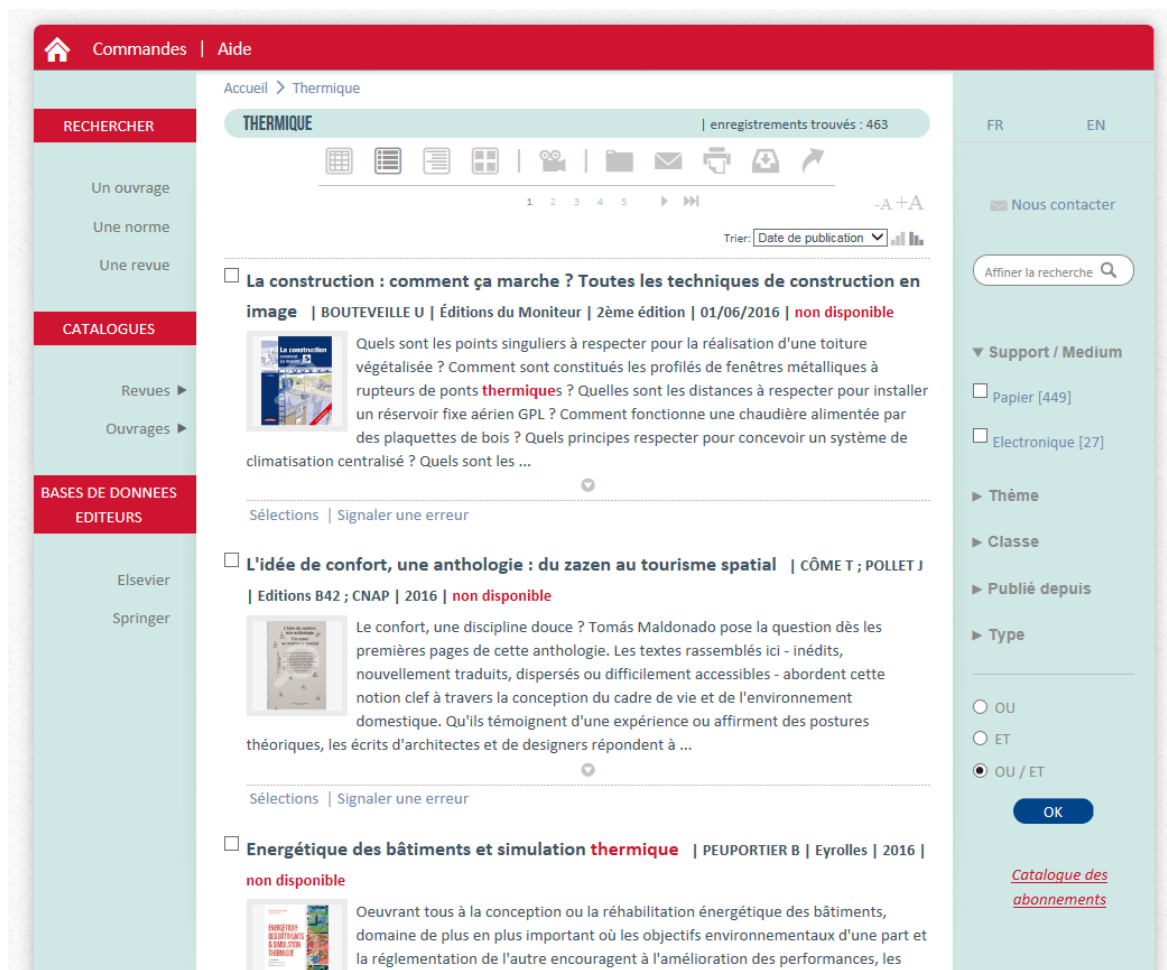 Commandes | Aide
Accueil > Thermique
RECHERCHER
Un ouvrage
Une norme
Une revue
CATALOGUES
Revues ▶
Ouvrages ▶
BASES DE DONNEES
EDITEURS
Elsevier
Springer
THERMIQUE | enregistrements trouvés : 463
1 2 3 4 5
-A +A
Trier: Date de publication
La construction : comment ça marche ? Toutes les techniques de construction en
image | BOUTEVEILLE U | Éditions du Moniteur | 2ème édition | 01/06/2016 | non disponible
La construction
comment
Quels sont les points singuliers à respecter pour la réalisation d'une toiture
végétalisée ? Comment sont constitués les profilés de fenêtres métalliques à
rupteurs de ponts thermiques ? Quelles sont les distances à respecter pour installer
un réservoir fixe aérien GPL ? Comment fonctionne une chaudière alimentée par
des plaquettes de bois ? Quels principes respecter pour concevoir un système de
climatisation centralisé ? Quels sont les ...
Sélections | Signaler une erreur
L'idée de confort, une anthologie : du zazen au tourisme spatial | CÔME T ; POLLET J
| Editions B42 ; CNAP | 2016 | non disponible
L'idée de confort,
une anthologie
Le confort, une discipline douce ? Tomás Maldonado pose la question dès les
premières pages de cette anthologie. Les textes rassemblés ici - inédits,
nouvellement traduits, dispersés ou difficilement accessibles - abordent cette
notion clef à travers la conception du cadre de vie et de l'environnement
domestique. Qu'ils témoignent d'une expérience ou affirment des postures
théoriques, les écrits d'architectes et de designers répondent à ...
Sélections | Signaler une erreur
Energétique des bâtiments et simulation thermique | PEUPORTIER B | Eyrolles | 2016 |
non disponible
ENERGÉTIQUE
DES BÂTIMENTS
& SIMULATION
THERMIQUE
Oeuvrant tous à la conception ou la réhabilitation énergétique des bâtiments,
domaine de plus en plus important où les objectifs environnementaux d'une part et
la réglementation de l'autre encouragent à l'amélioration des performances, les
FR EN
Nous contacter
Affiner la recherche
▼ Support / Medium
Papier [449]
Electronique [27]
▶ Thème
▶ Classe
▶ Publié depuis
▶ Type
OU
ET
OU / ET
OK
Catalogue des
abonnements